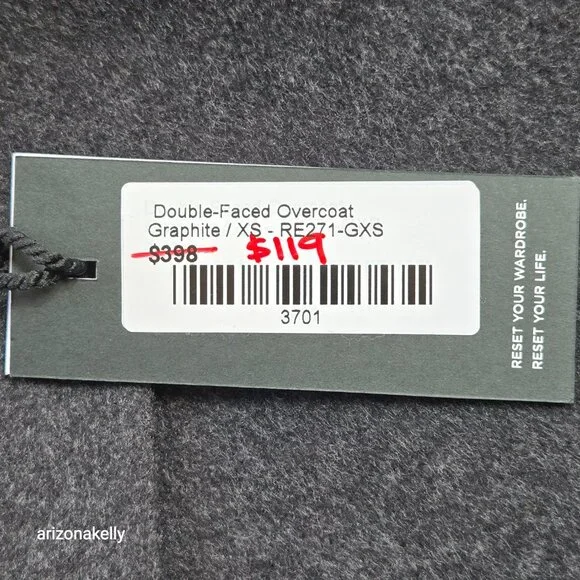 Double-Faced Overcoat
Graphite / XS - RE271-GXS
$398 $119
3701
RESET YOUR WARDROBE.
RESET YOUR LIFE.
arizonakelly